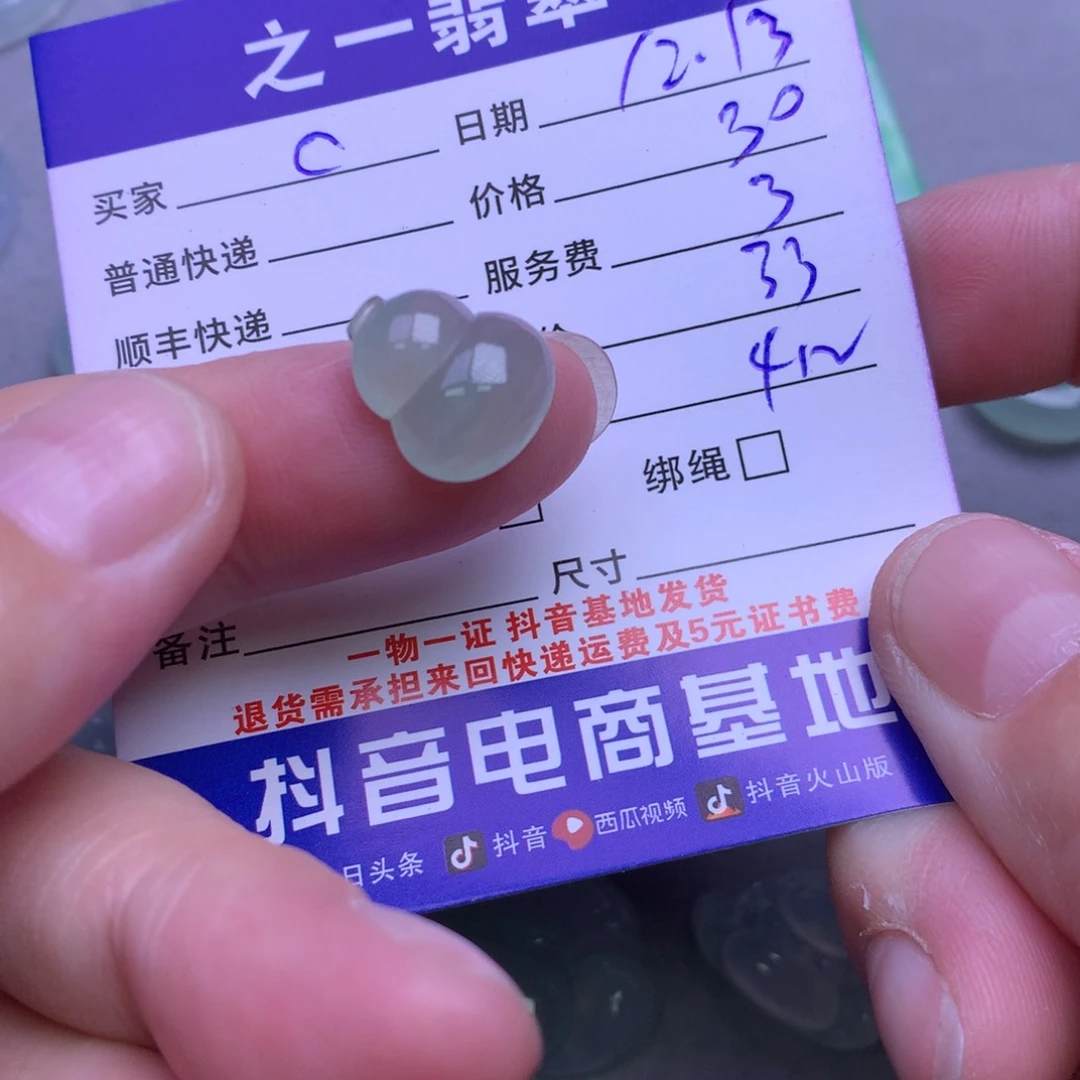 之一翡翠
买家 C 日期 12.13
普通快递 价格 30
顺丰快递 服务费 3
价 33
绑绳
备注 尺寸
一物一证 抖音基地发货
退货需承担来回快递运费及5元证书费
抖音电商基地
日头条 抖音 西瓜视频 抖音火山版